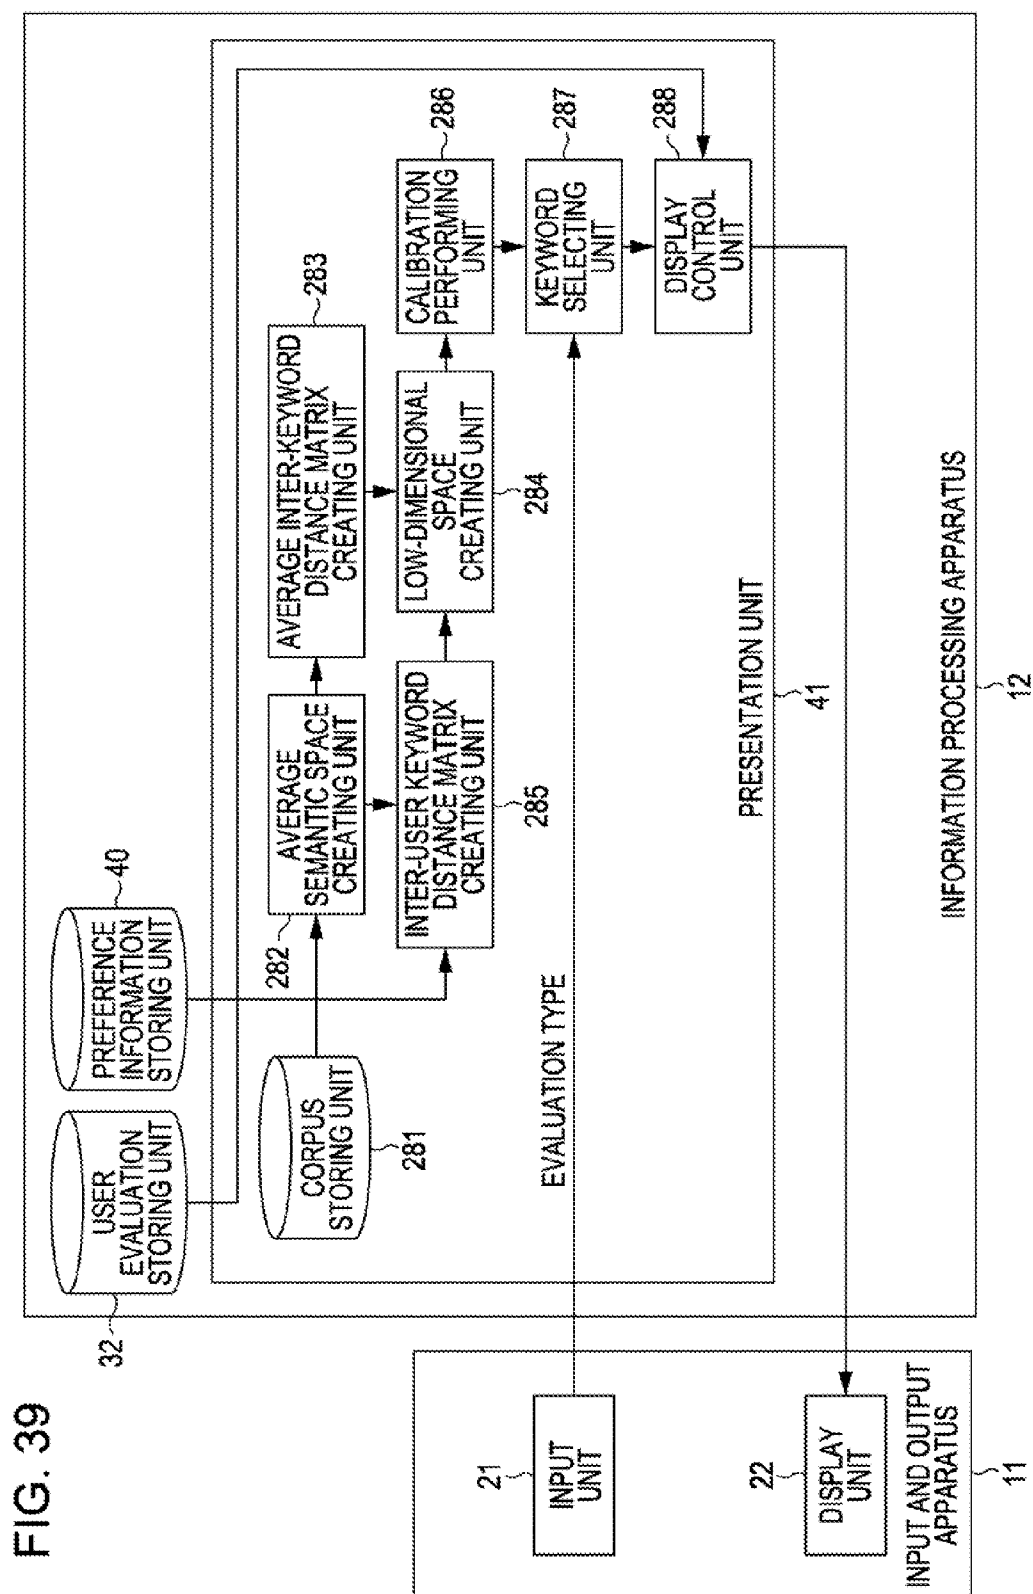 FIG. 39
32
USER
EVALUATION
STORING UNIT
40
PREFERENCE
INFORMATION
STORING UNIT
CORPUS
STORING UNIT
281
282
AVERAGE
SEMANTIC SPACE
CREATING UNIT
283
AVERAGE INTER-KEYWORD
DISTANCE MATRIX
CREATING UNIT
INTER-USER KEYWORD
DISTANCE MATRIX
CREATING UNIT
285
LOW-DIMENSIONAL
SPACE
CREATING UNIT
284
286
CALIBRATION
PERFORMING
UNIT
287
KEYWORD
SELECTING
UNIT
288
DISPLAY
CONTROL
UNIT
EVALUATION TYPE
PRESENTATION UNIT
41
INFORMATION PROCESSING APPARATUS
12
21
INPUT
UNIT
22
DISPLAY
UNIT
INPUT AND OUTPUT
APPARATUS
11